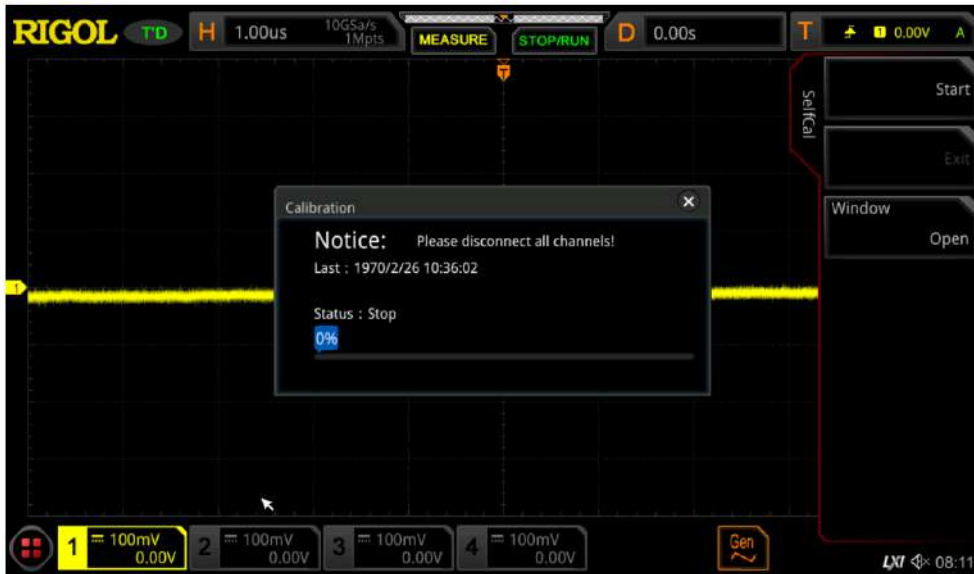 RIGOL T'D H 1.00us 10GSa/s 1Mpts MEASURE STOP/RUN D 0.00s T 1 0.00V A
T
SelfCal
Start
Exit
Window
Open
Calibration
Notice: Please disconnect all channels!
Last : 1970/2/26 10:36:02
Status : Stop
0%
1
1 100mV 0.00V
2 100mV 0.00V
3 100mV 0.00V
4 100mV 0.00V
Gen
LXI 08:11